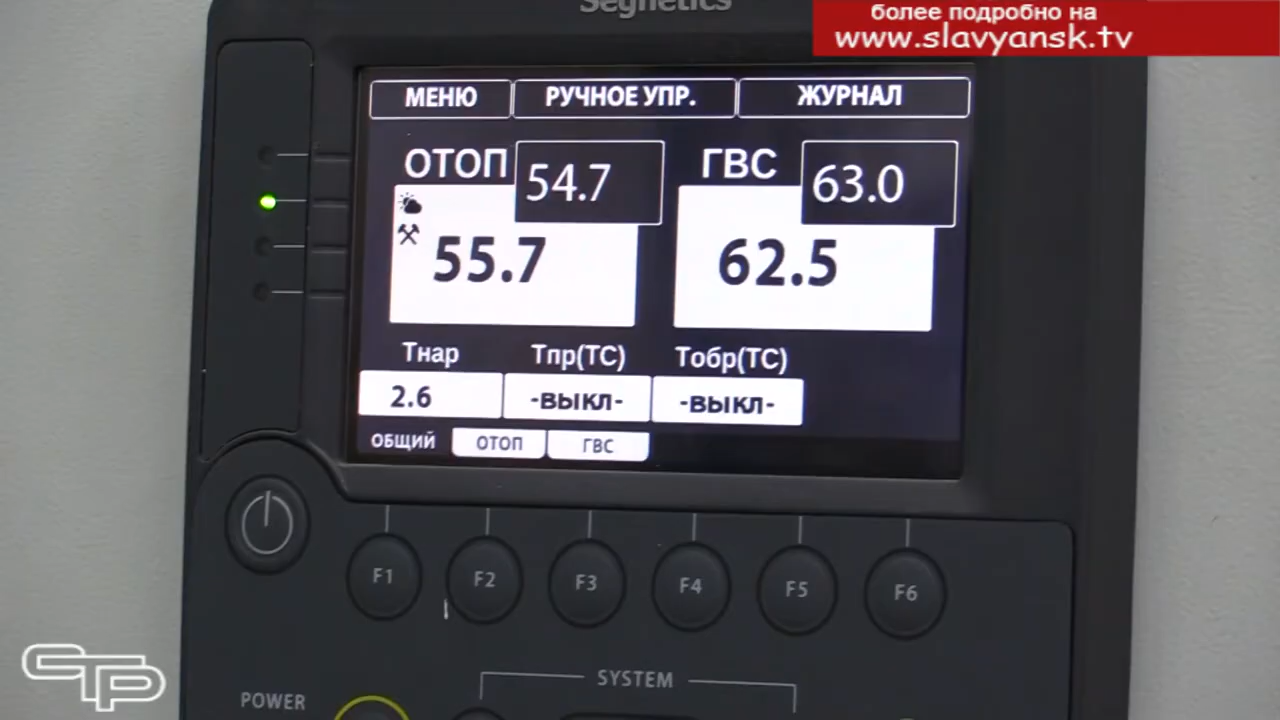 Segnetics
более подробно на
www.slavyansk.tv
МЕНЮ
РУЧНОЕ УПР.
ЖУРНАЛ
ОТОП
54.7
ГВС
63.0
55.7
62.5
Тнар
Тпр(ТС)
Тобр(ТС)
2.6
-выкл-
-выкл-
ОБЩИЙ
ОТОП
ГВС
F1
F2
F3
F4
F5
F6
SYSTEM
POWER
СТР